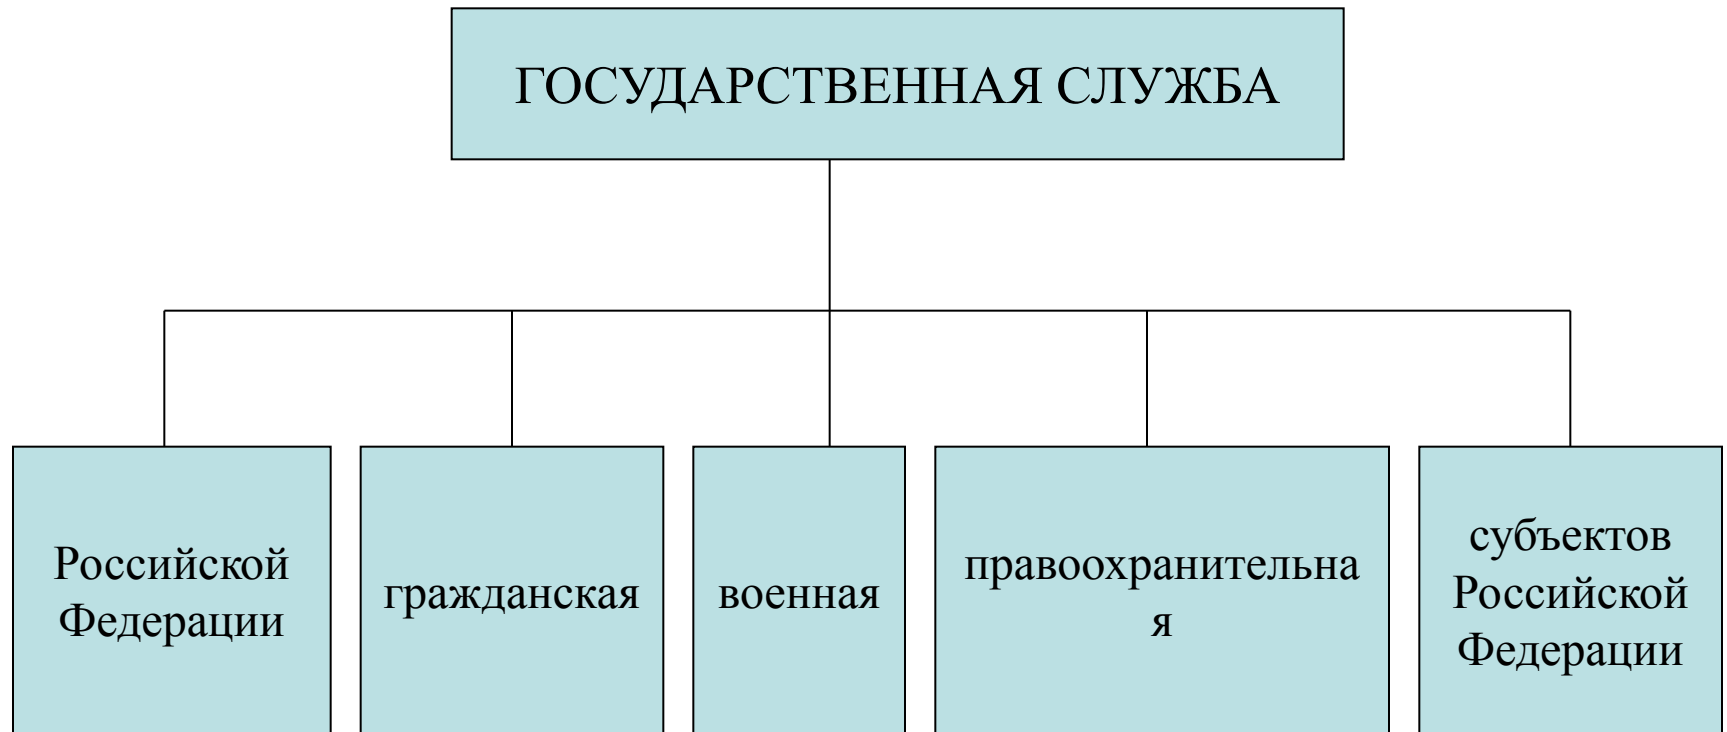 ГОСУДАРСТВЕННАЯ СЛУЖБА
Российской
Федерации
гражданская
военная
правоохранительна
я
субъектов
Российской
Федерации